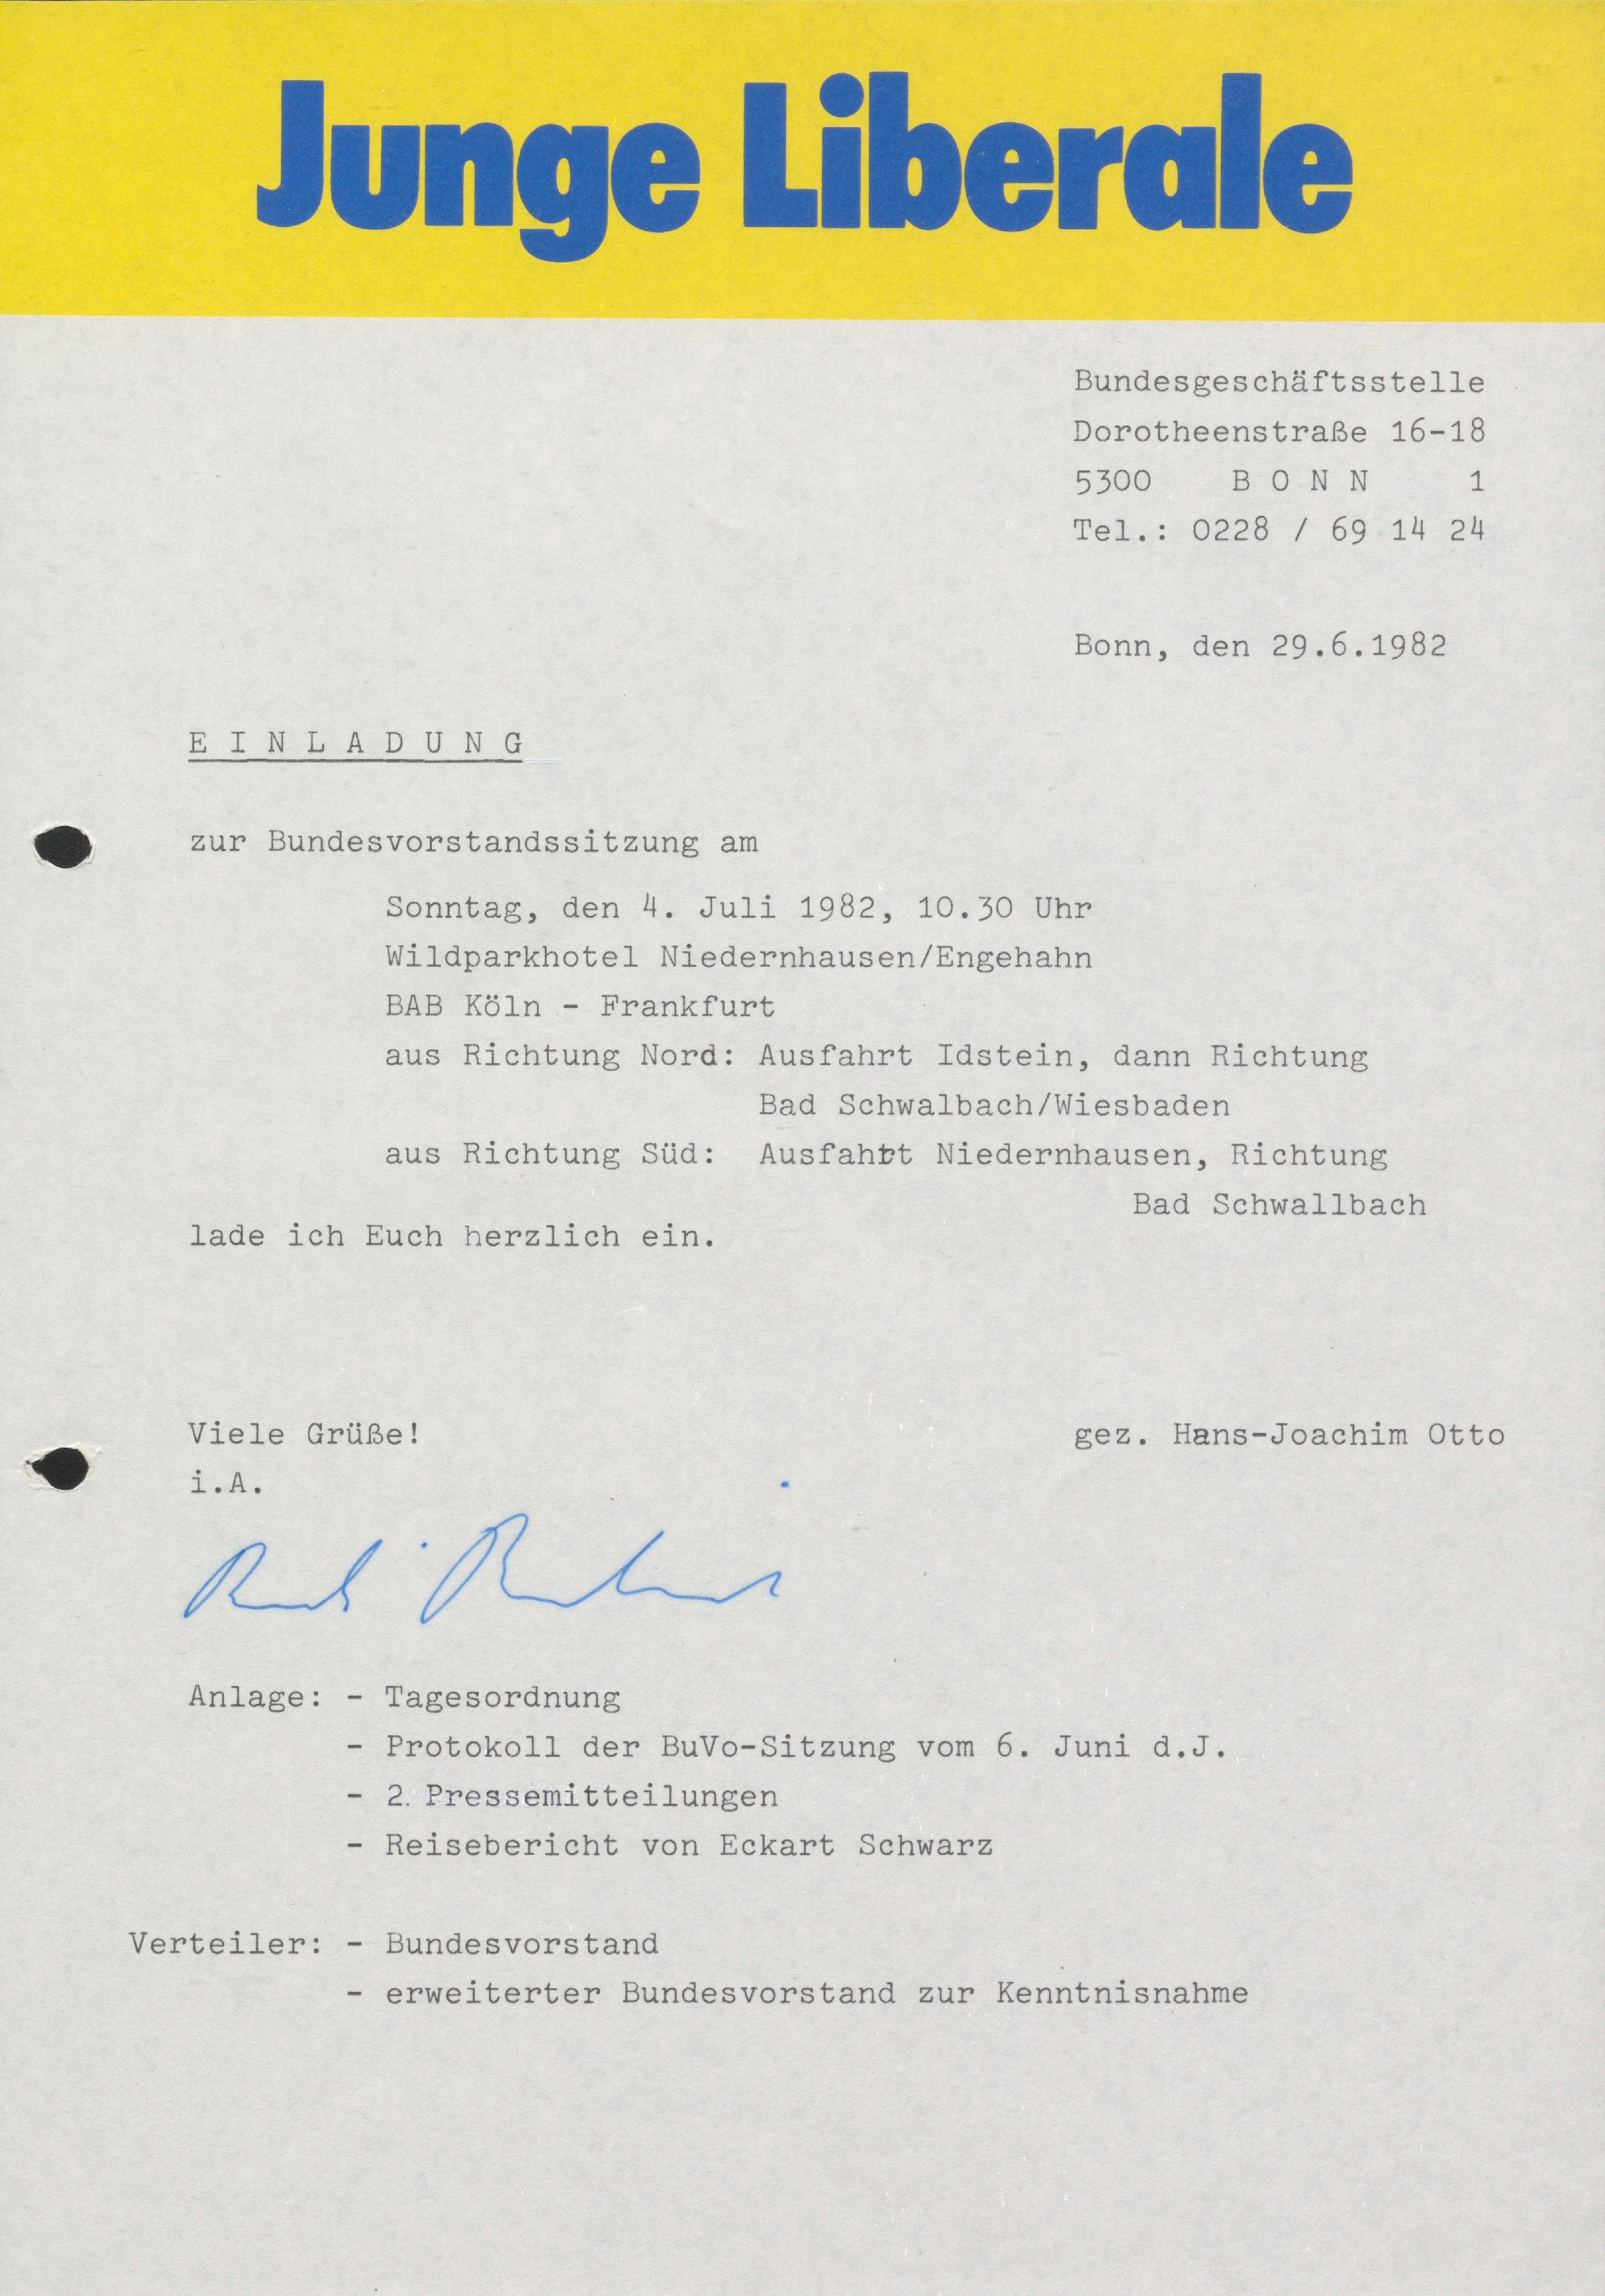 Junge Liberale
Bundesgeschäftsstelle
Dorotheenstraße 16-18
5300 B O N N 1
Tel.: 0228 / 69 14 24
Bonn, den 29.6.1982
E I N L A D U N G
zur Bundesvorstandssitzung am
Sonntag, den 4. Juli 1982, 10.30 Uhr
Wildparkhotel Niedernhausen/Engehahn
BAB Köln - Frankfurt
aus Richtung Nord: Ausfahrt Idstein, dann Richtung
Bad Schwalbach/Wiesbaden
aus Richtung Süd: Ausfahrt Niedernhausen, Richtung
Bad Schwallbach
lade ich Euch herzlich ein.
Viele Grüße! gez. Hans-Joachim Otto
i.A.
Anlage: - Tagesordnung
- Protokoll der BuVo-Sitzung vom 6. Juni d.J.
- 2. Pressemitteilungen
- Reisebericht von Eckart Schwarz
Verteiler: - Bundesvorstand
- erweiterter Bundesvorstand zur Kenntnisnahme